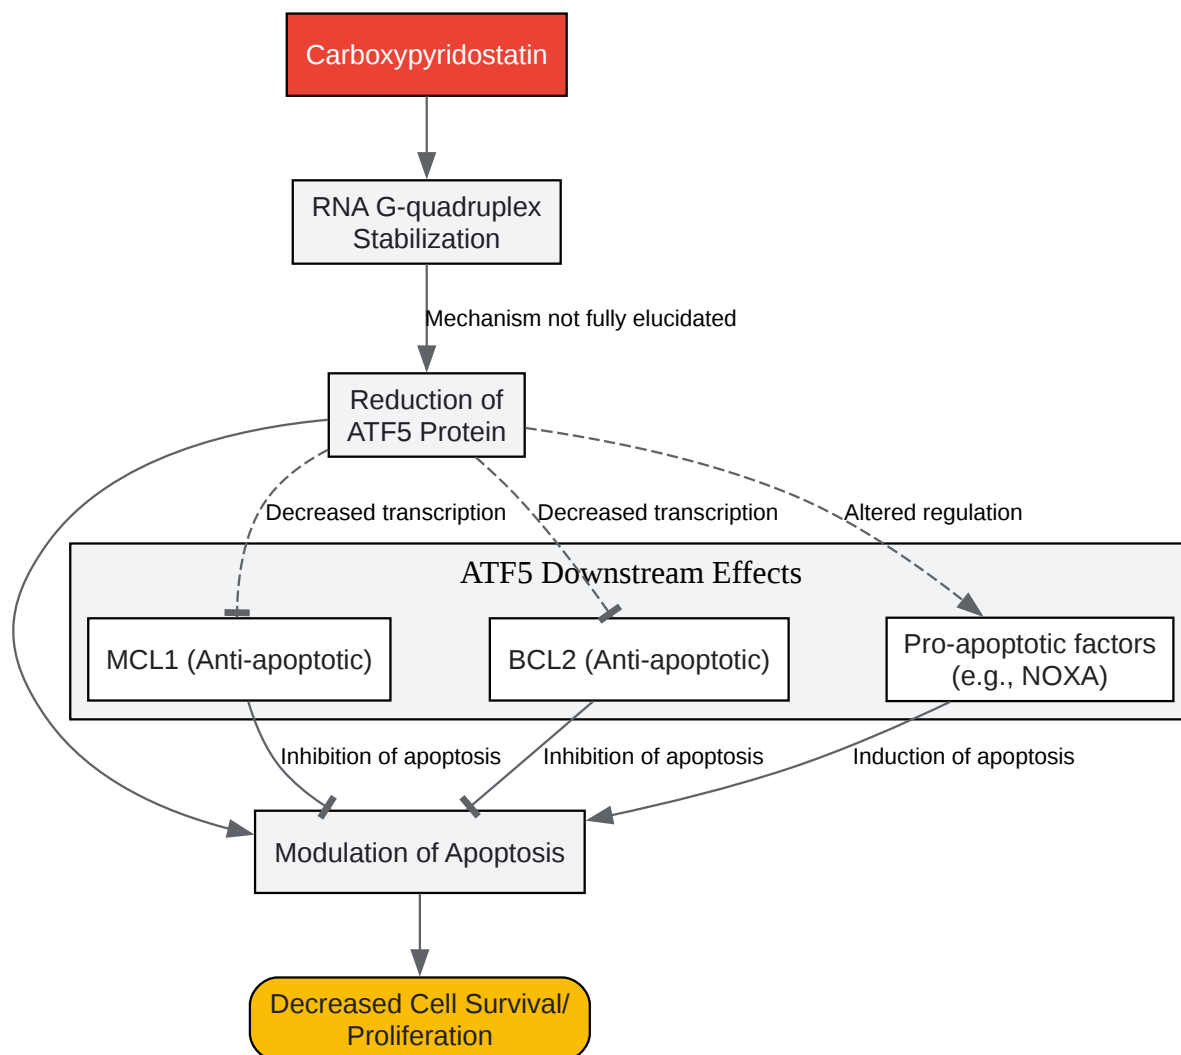 Carboxypyridostatin
RNA G-quadruplex
Stabilization
Mechanism not fully elucidated
Reduction of
ATF5 Protein
Decreased transcription
Decreased transcription
Altered regulation
ATF5 Downstream Effects
MCL1 (Anti-apoptotic)
BCL2 (Anti-apoptotic)
Pro-apoptotic factors
(e.g., NOXA)
Inhibition of apoptosis
Inhibition of apoptosis
Induction of apoptosis
Modulation of Apoptosis
Decreased Cell Survival/
Proliferation